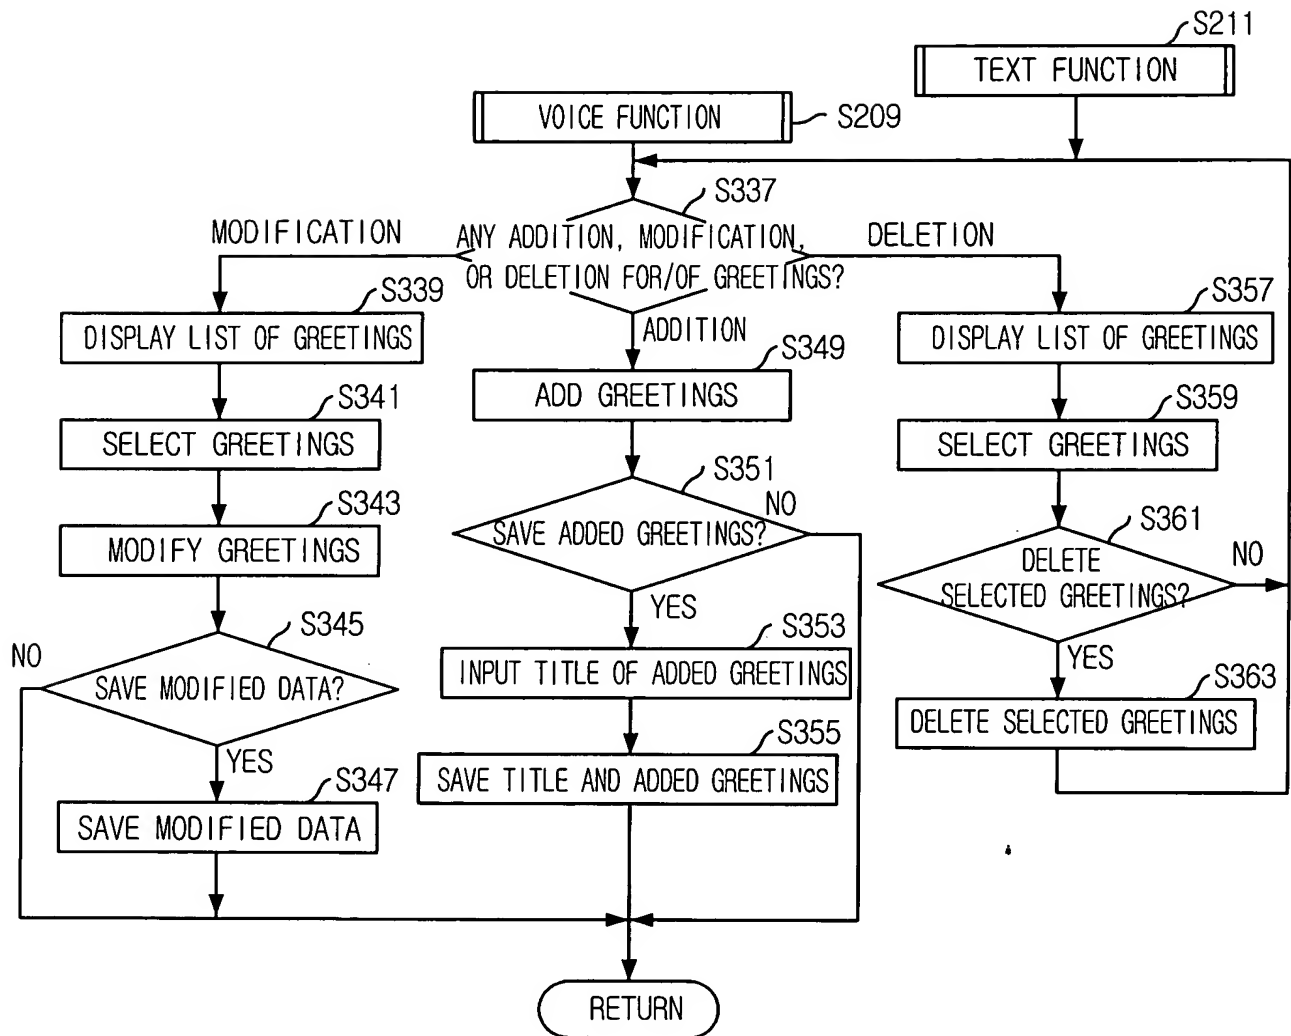 S211
TEXT FUNCTION
VOICE FUNCTION
S209
S337
MODIFICATION
ANY ADDITION, MODIFICATION,
OR DELETION FOR/OF GREETINGS?
DELETION
ADDITION
S339
DISPLAY LIST OF GREETINGS
S341
SELECT GREETINGS
S343
MODIFY GREETINGS
S345
NO
SAVE MODIFIED DATA?
YES
S347
SAVE MODIFIED DATA
S349
ADD GREETINGS
S351
NO
SAVE ADDED GREETINGS?
YES
S353
INPUT TITLE OF ADDED GREETINGS
S355
SAVE TITLE AND ADDED GREETINGS
S357
DISPLAY LIST OF GREETINGS
S359
SELECT GREETINGS
S361
DELETE
SELECTED GREETINGS?
NO
YES
S363
DELETE SELECTED GREETINGS
RETURN